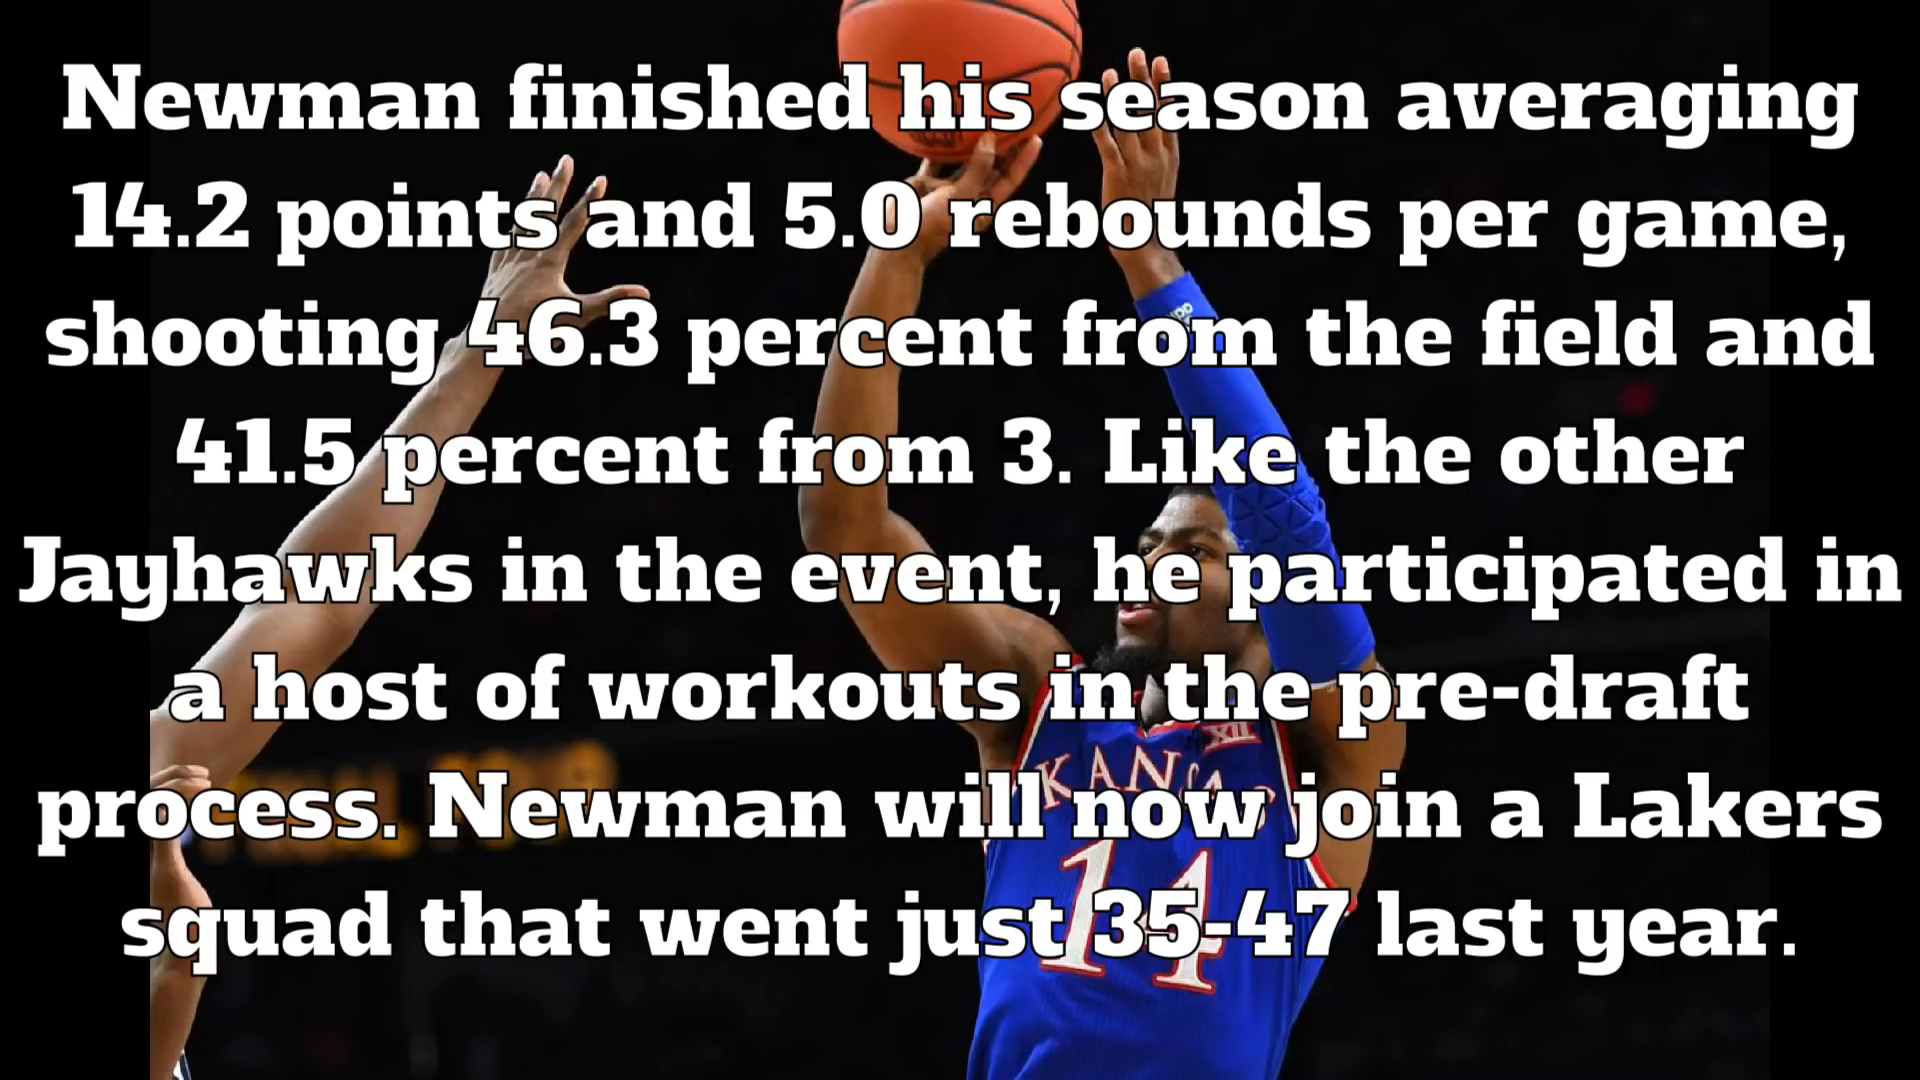 Newman finished his season averaging
14.2 points and 5.0 rebounds per game,
shooting 46.3 percent from the field and
41.5 percent from 3. Like the other
Jayhawks in the event, he participated in
a host of workouts in the pre-draft
process. Newman will now join a Lakers
squad that went just 35-47 last year.
XII
KANSAS
14